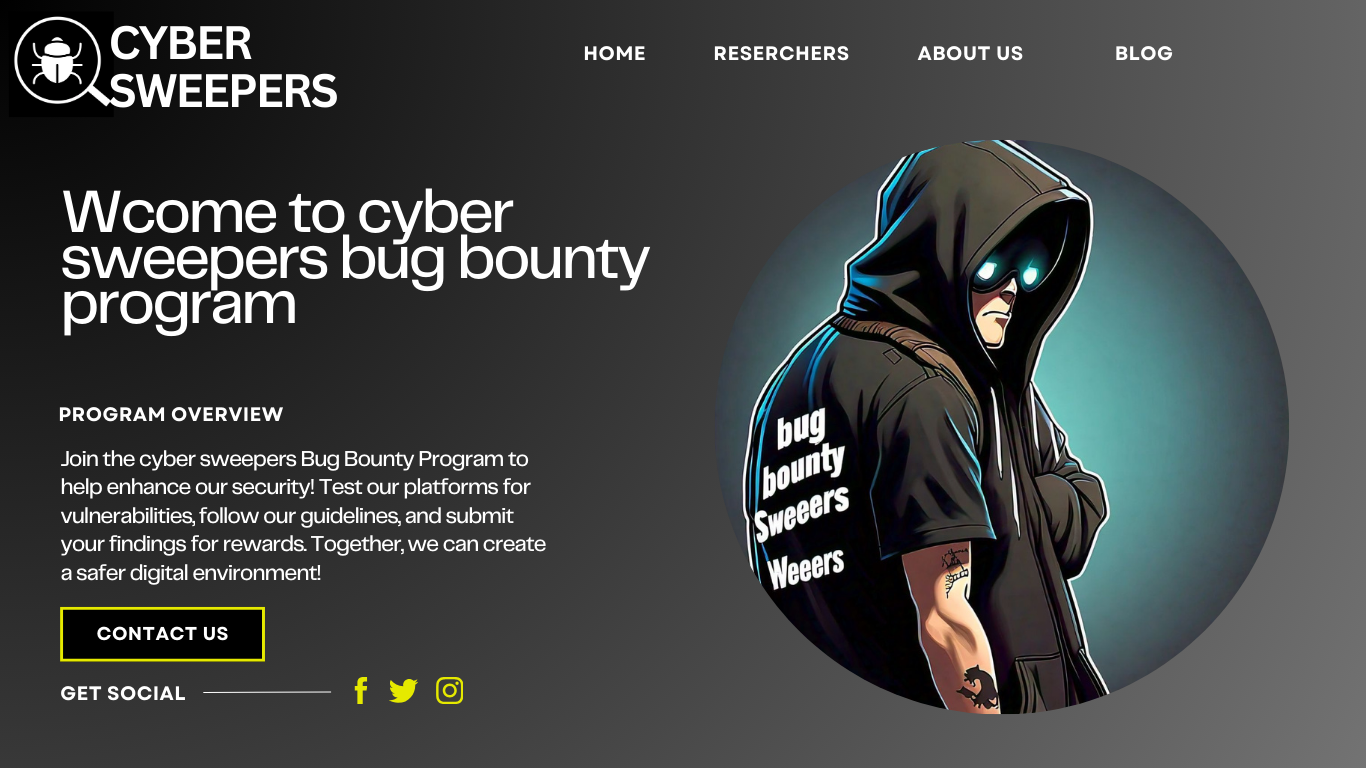 CYBER
SWEEPERS
HOME
RESERCHERS
ABOUT US
BLOG
Wcome to cyber
sweepers bug bounty
program
PROGRAM OVERVIEW
Join the cyber sweepers Bug Bounty Program to
help enhance our security! Test our platforms for
vulnerabilities, follow our guidelines, and submit
your findings for rewards. Together, we can create
a safer digital environment!
CONTACT US
GET SOCIAL
bug
bounty
Sweeers
Weeers